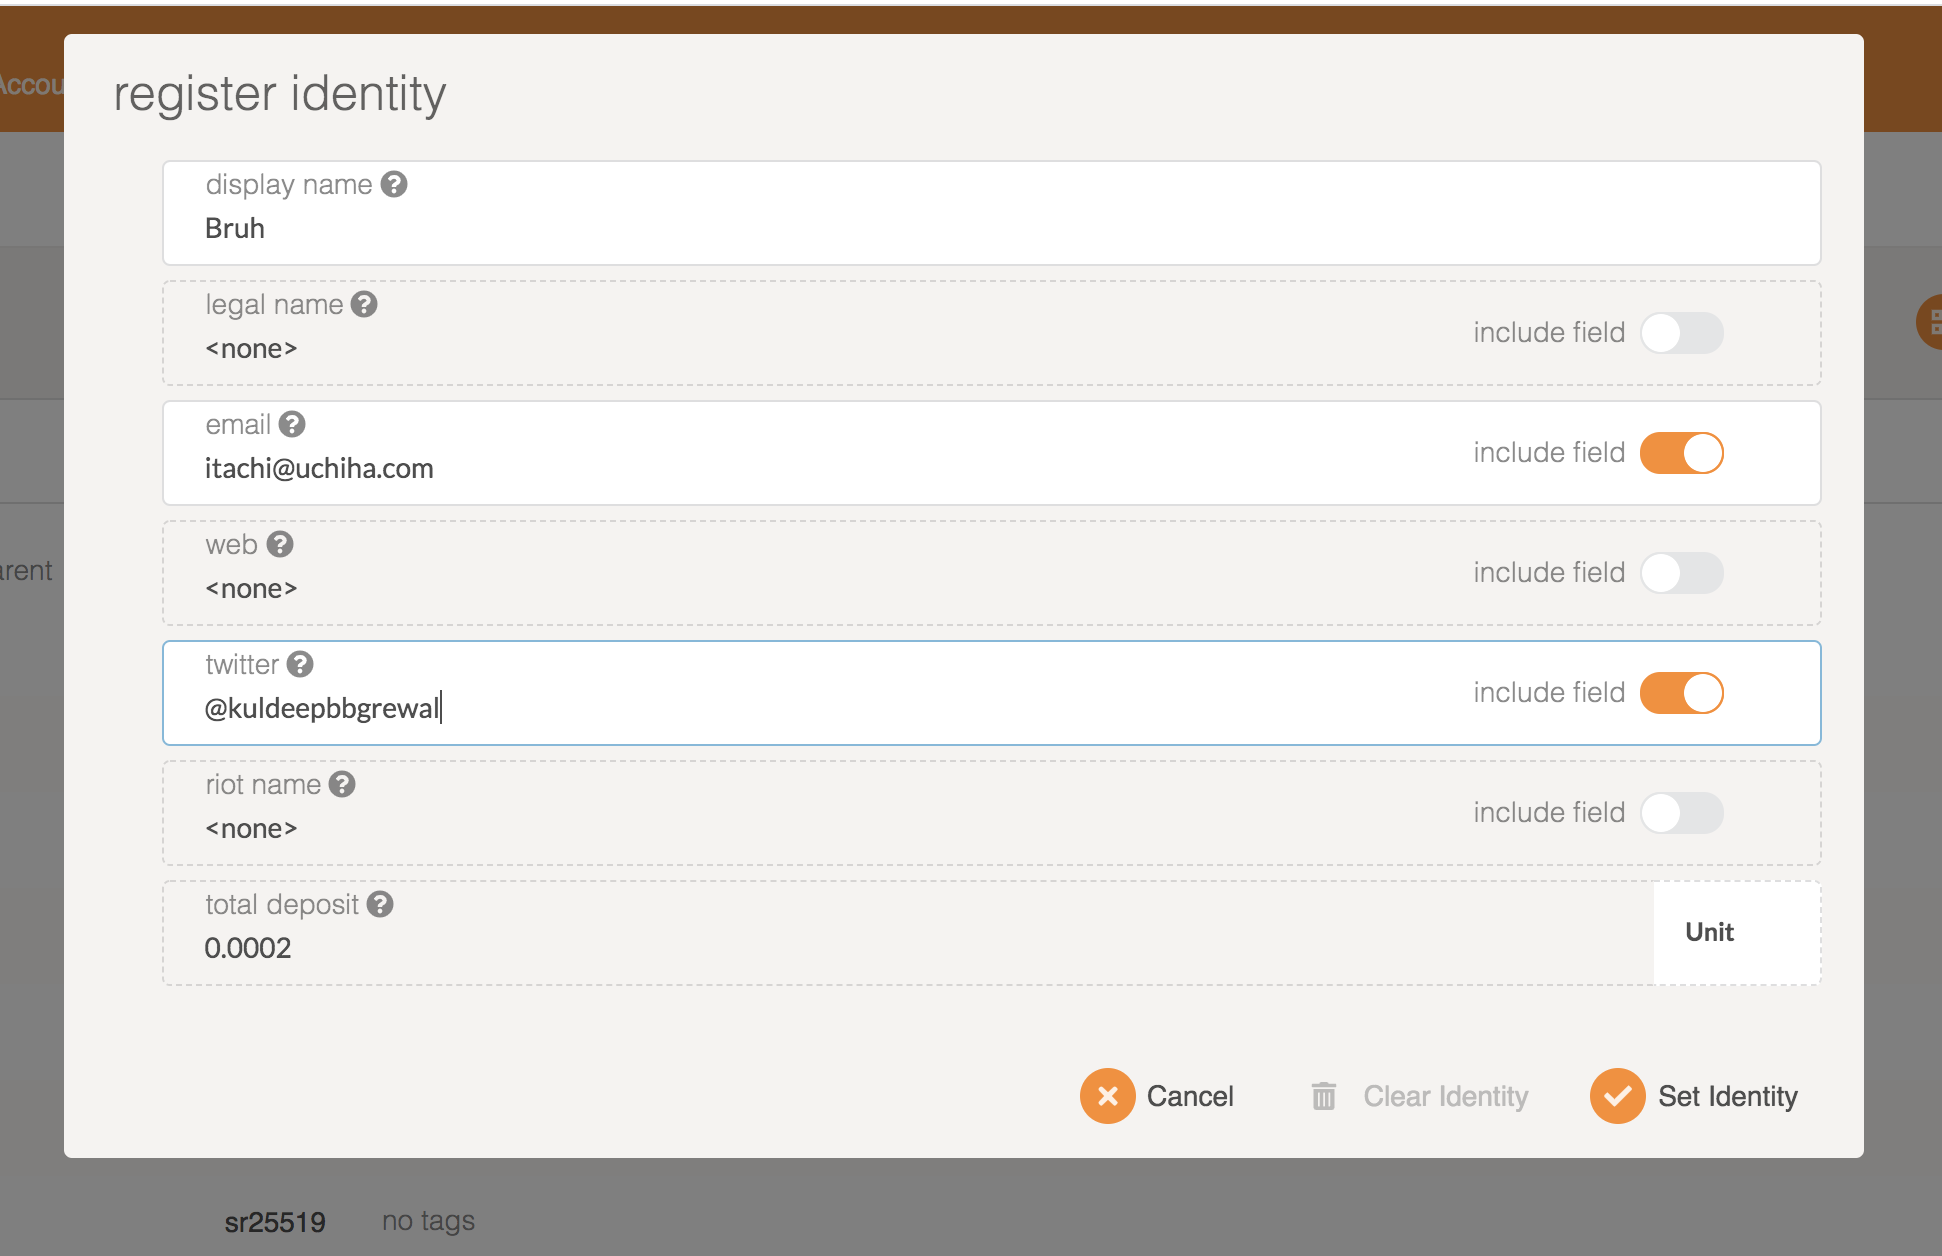 register identity
display name
Bruh
legal name
<none>
include field
email
itachi@uchiha.com
include field
web
<none>
include field
twitter
@kuldeepbbgrewal
include field
riot name
<none>
include field
total deposit
0.0002
Unit
Cancel
Clear Identity
Set Identity
sr25519
no tags